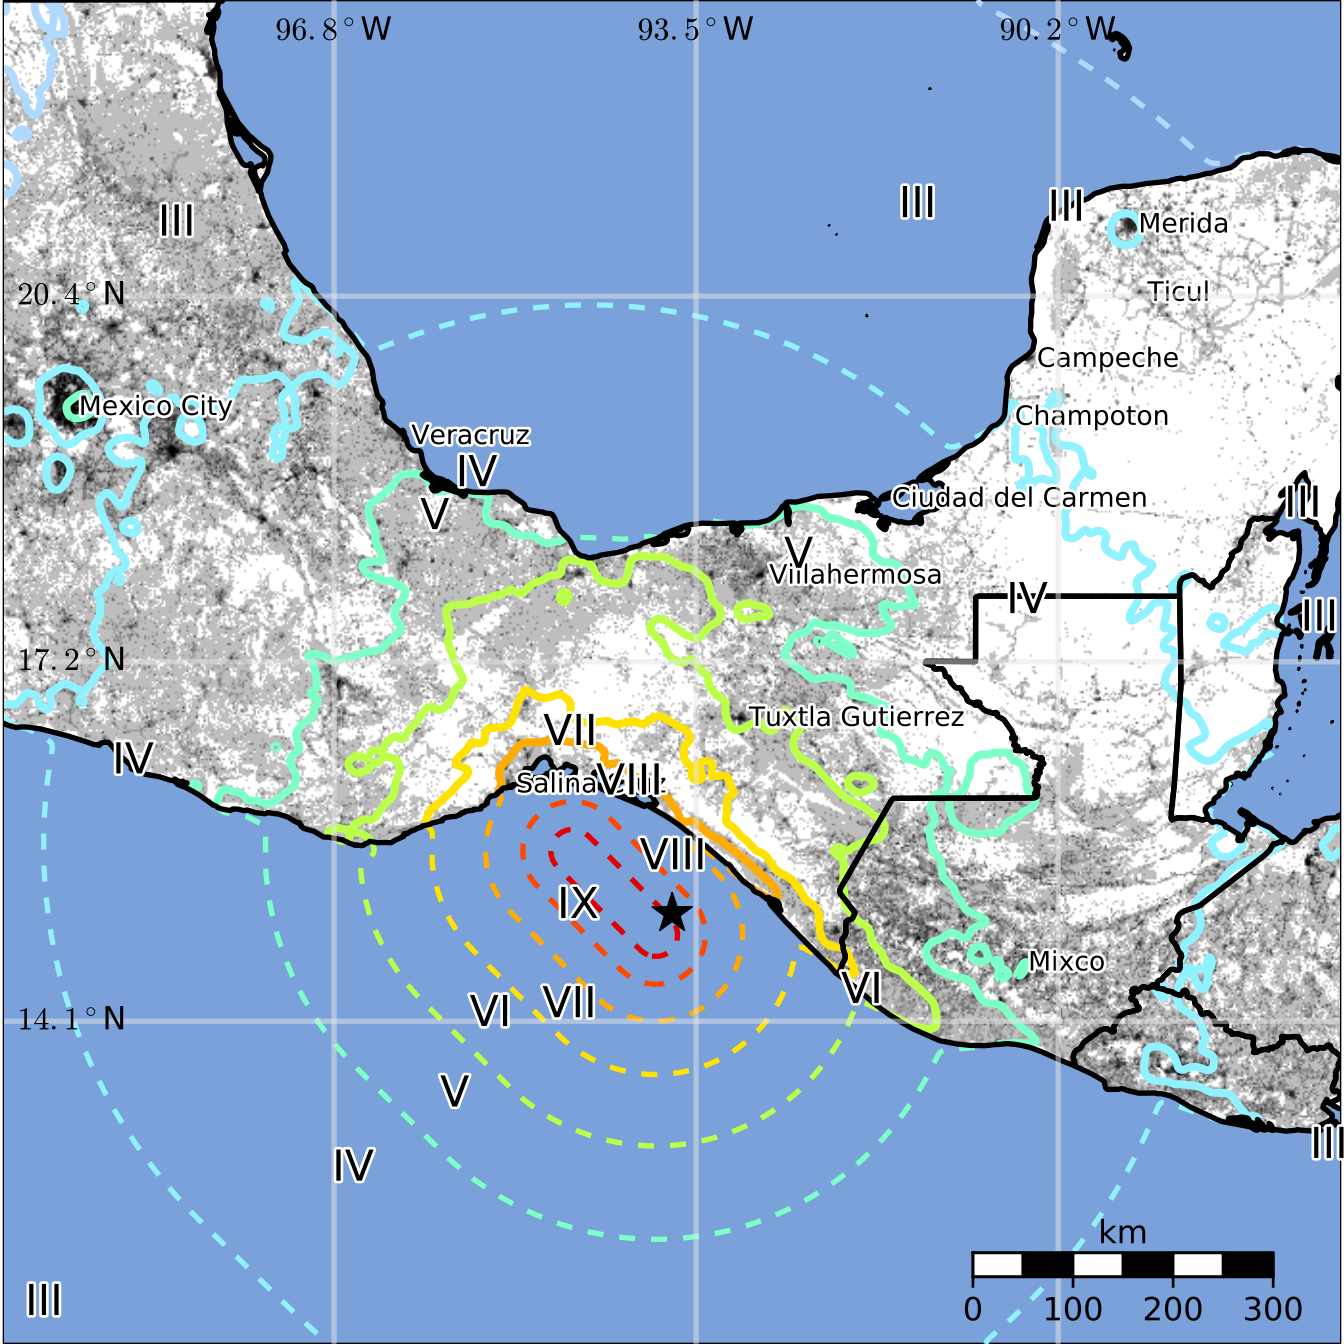 96.8°W
93.5°W
90.2°W
III
III
III
Merida
20.4°N
Ticul
Campeche
Mexico City
Champoton
Veracruz
IV
III
Ciudad del Carmen
V
V
Villahermosa
IV
III
17.2°N
Tuxtla Gutierrez
VII
IV
VIII
VIII
IX
Mixco
VI
VI
VII
14.1°N
V
III
IV
km
III
0 100 200 300